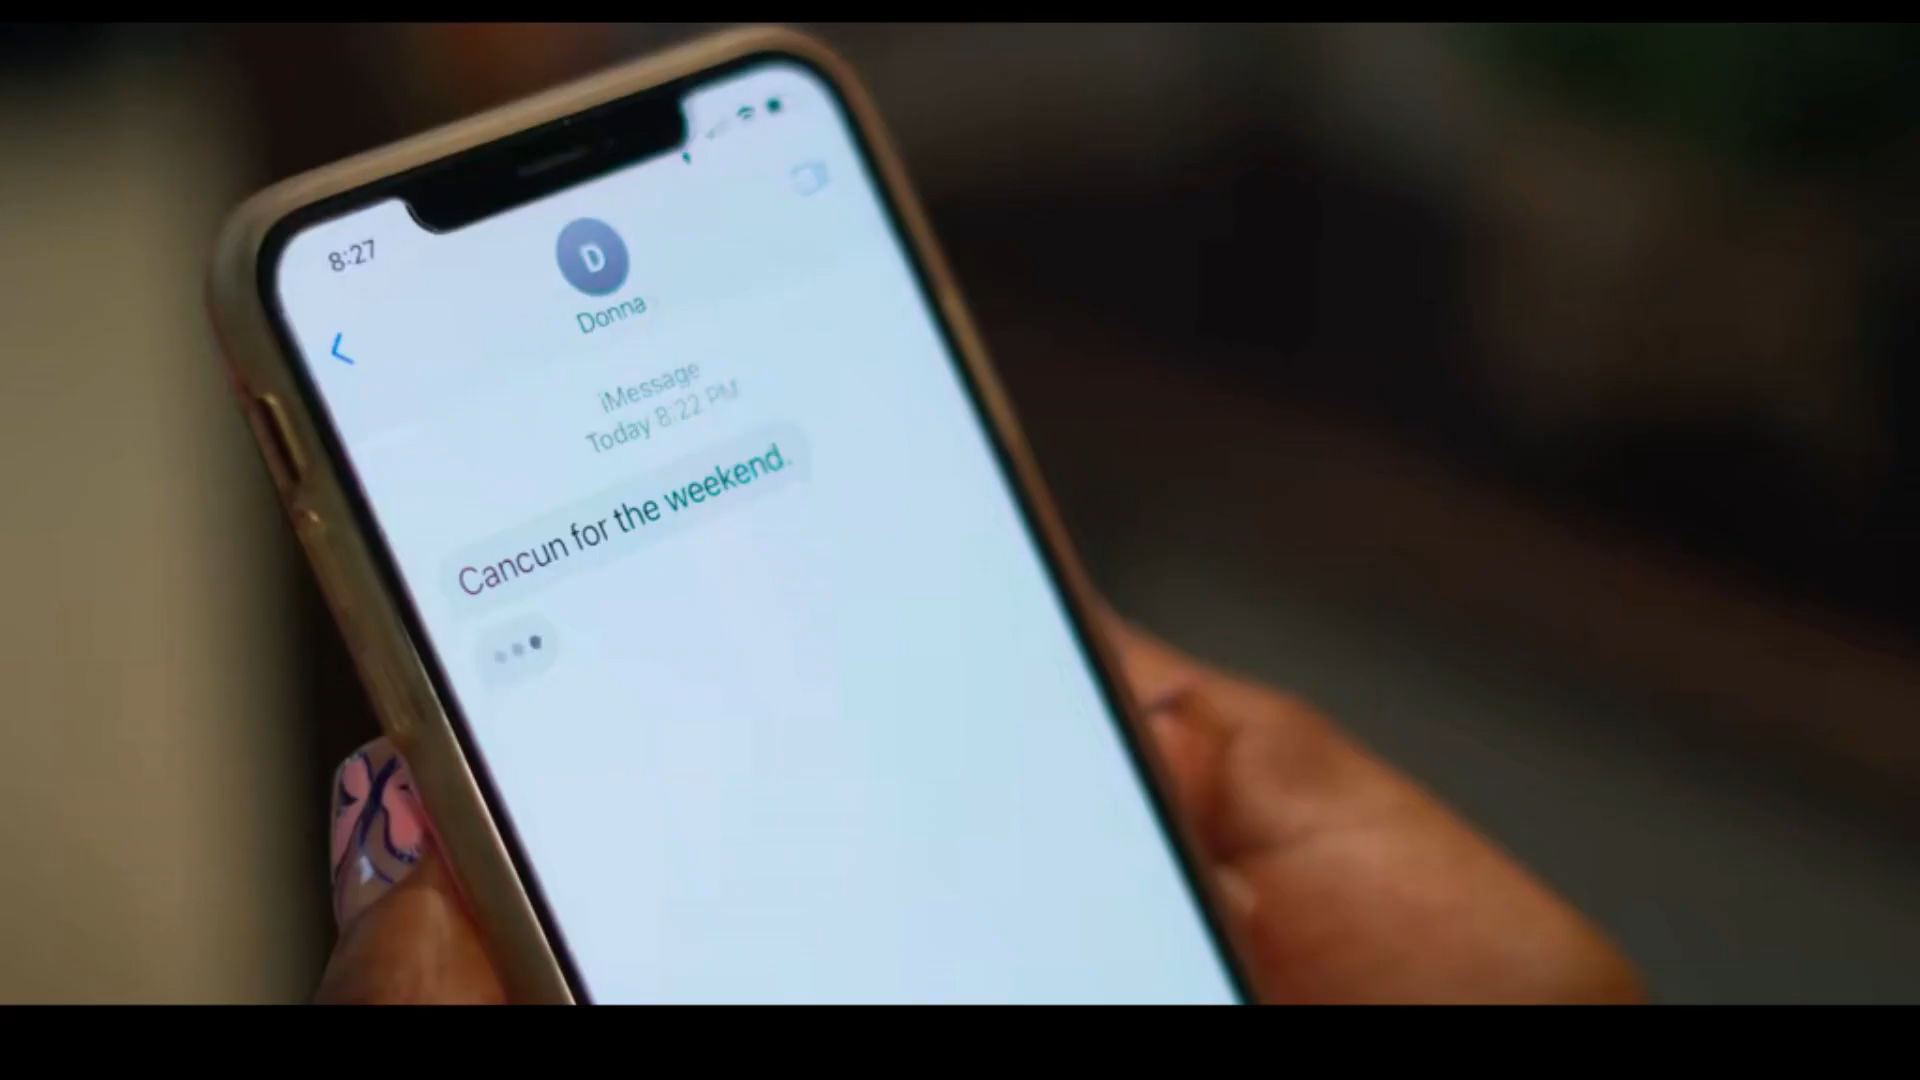 8:27
D
Donna
iMessage
Today 8:22 PM
Cancun for the weekend.